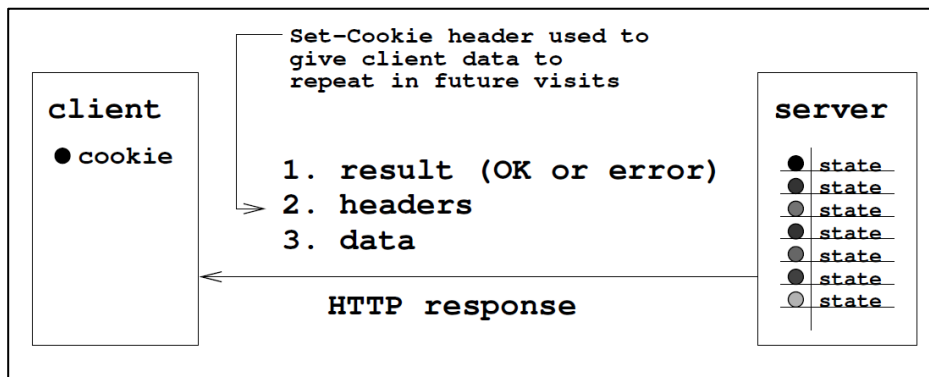 Set-Cookie header used to
give client data to
repeat in future visits
client
cookie
1. result (OK or error)
2. headers
3. data
HTTP response
server
state
state
state
state
state
state
state